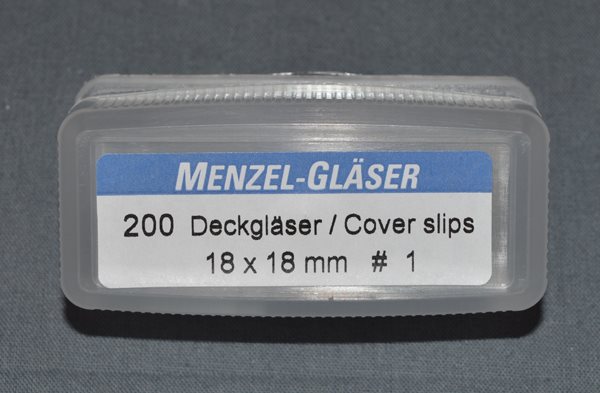 MENZEL-GLÄSER
200 Deckgläser / Cover slips
18 x 18 mm # 1